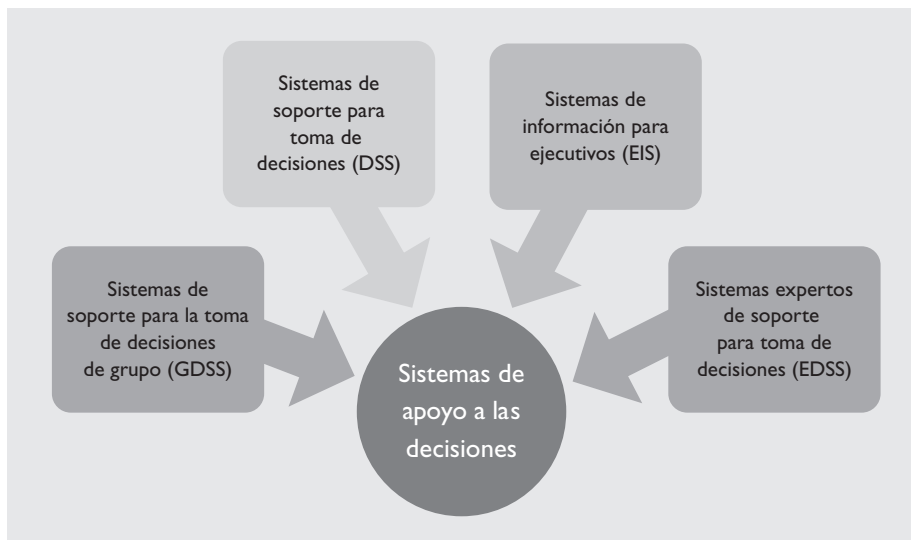 Sistemas de
soporte para
toma de
decisiones (DSS)
Sistemas de
información para
ejecutivos (EIS)
Sistemas de
soporte para la toma
de decisiones
de grupo (GDSS)
Sistemas expertos
de soporte
para toma de
decisiones (EDSS)
Sistemas de
apoyo a las
decisiones